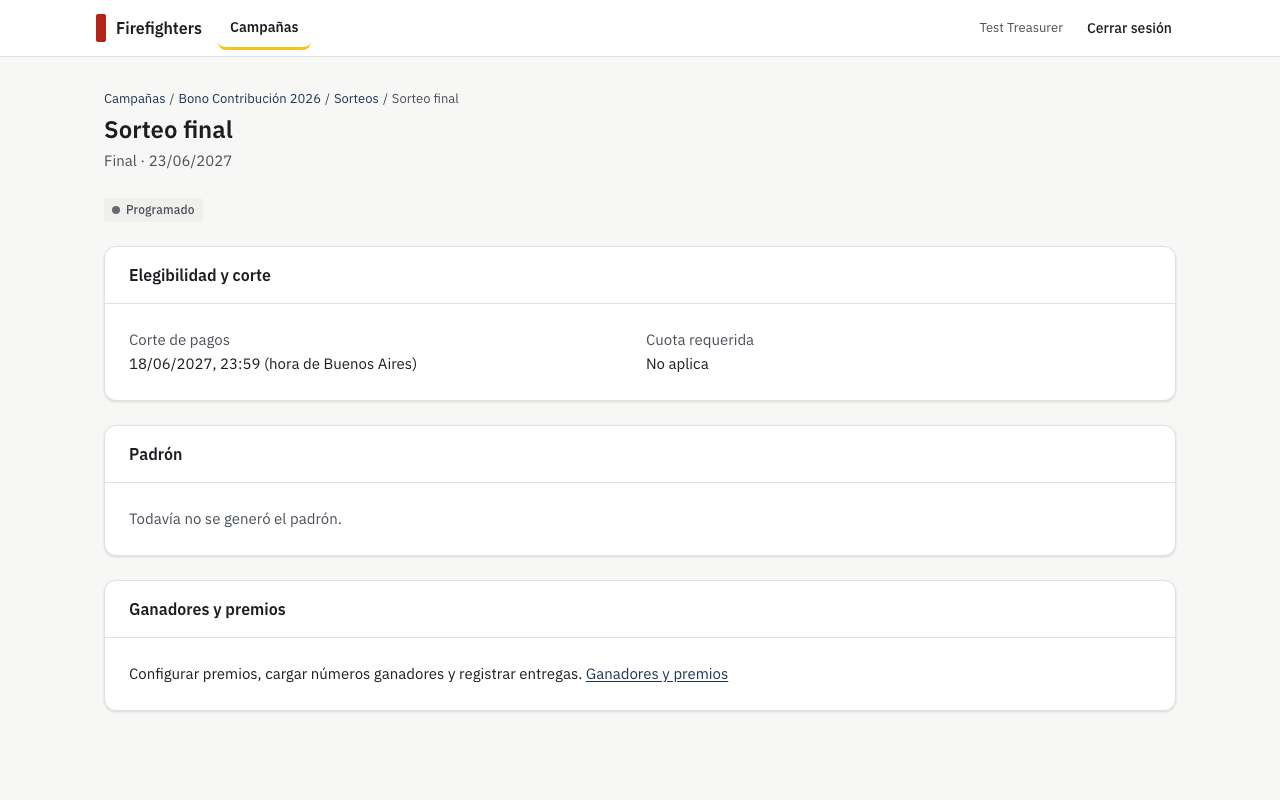 Firefighters
Campañas
Test Treasurer
Cerrar sesión
Campañas / Bono Contribución 2026 / Sorteos / Sorteo final
Sorteo final
Final · 23/06/2027
Programado
Elegibilidad y corte
Corte de pagos
18/06/2027, 23:59 (hora de Buenos Aires)
Cuota requerida
No aplica
Padrón
Todavía no se generó el padrón.
Ganadores y premios
Configurar premios, cargar números ganadores y registrar entregas. Ganadores y premios